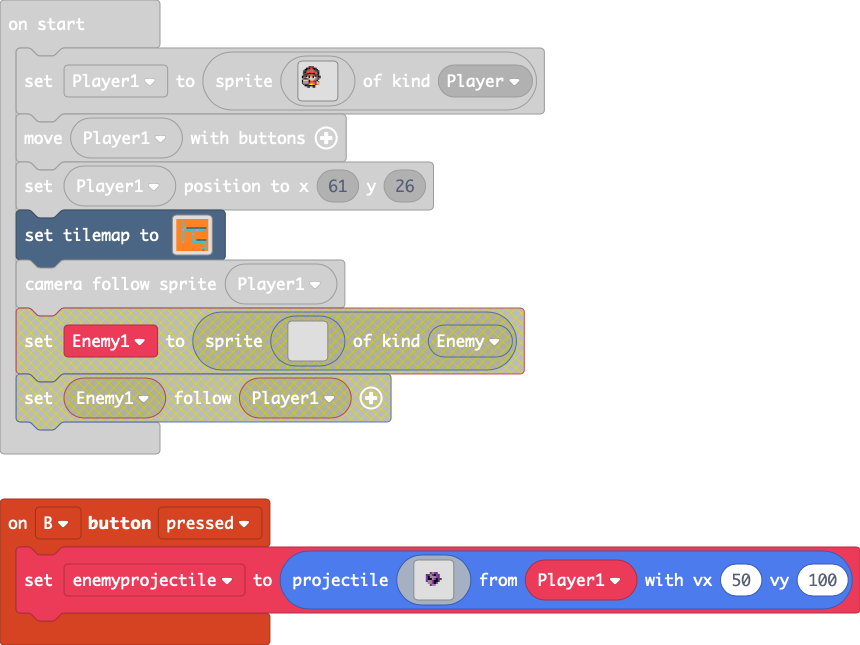 on start
set Player1 to sprite of kind Player
move Player1 with buttons
set Player1 position to x 61 y 26
set tilemap to
camera follow sprite Player1
set Enemy1 to sprite of kind Enemy
set Enemy1 follow Player1
on B button pressed
set enemyprojectile to projectile from Player1 with vx 50 vy 100